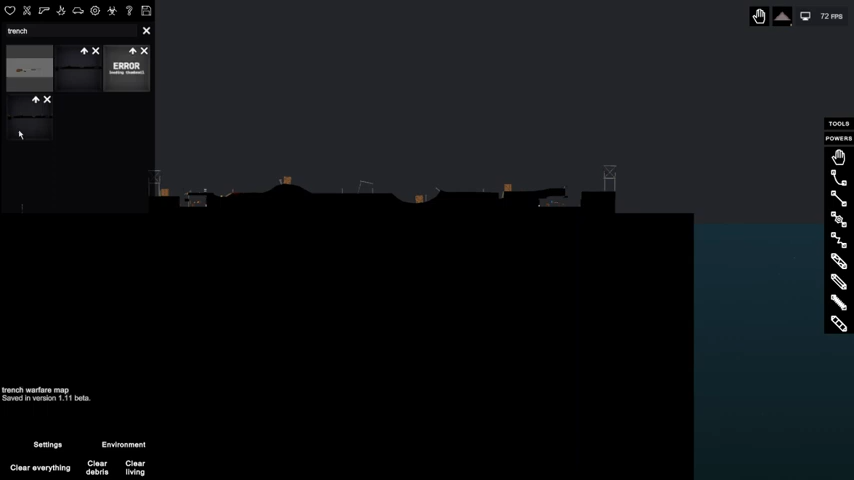 72 FPS
trench
ERROR
loading thumbnail
TOOLS
POWERS
trench warfare map
Saved in version 1.11 beta.
Settings
Environment
Clear everything
Clear
debris
Clear
living